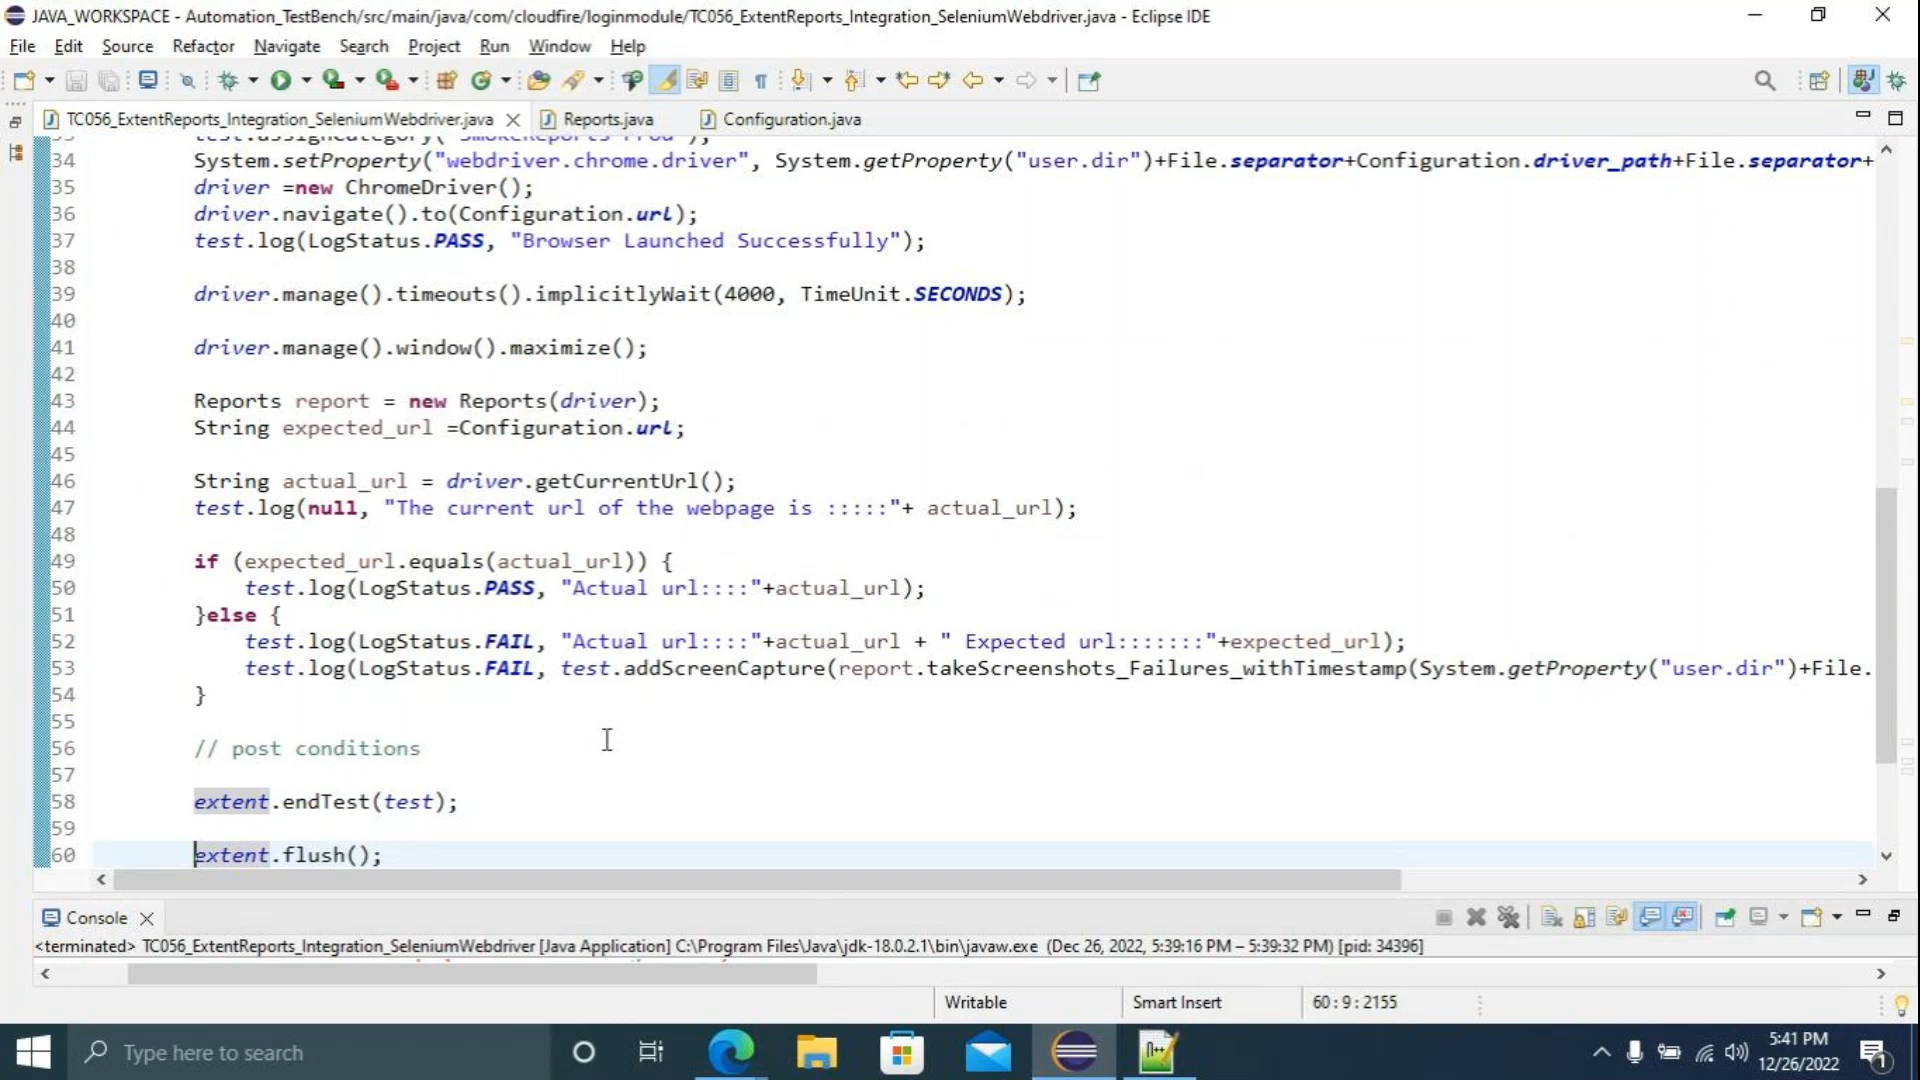 JAVA_WORKSPACE - Automation_TestBench/src/main/java/com/cloudfire/loginmodule/TC056_ExtentReports_Integration_SeleniumWebdriver.java - Eclipse IDE
File Edit Source Refactor Navigate Search Project Run Window Help
TC056_ExtentReports_Integration_SeleniumWebdriver.java Reports.java Configuration.java
34 System.setProperty("webdriver.chrome.driver", System.getProperty("user.dir")+File.separator+Configuration.driver_path+File.separator+
35 driver =new ChromeDriver();
36 driver.navigate().to(Configuration.url);
37 test.log(LogStatus.PASS, "Browser Launched Successfully");
38
39 driver.manage().timeouts().implicitlyWait(4000, TimeUnit.SECONDS);
40
41 driver.manage().window().maximize();
42
43 Reports report = new Reports(driver);
44 String expected_url =Configuration.url;
45
46 String actual_url = driver.getCurrentUrl();
47 test.log(null, "The current url of the webpage is :::::"+ actual_url);
48
49 if (expected_url.equals(actual_url)) {
50 test.log(LogStatus.PASS, "Actual url::::"+actual_url);
51 }else {
52 test.log(LogStatus.FAIL, "Actual url::::"+actual_url + " Expected url:::::::"+expected_url);
53 test.log(LogStatus.FAIL, test.addScreenCapture(report.takeScreenshots_Failures_withTimestamp(System.getProperty("user.dir")+File.
54 }
55
56 // post conditions
57
58 extent.endTest(test);
59
60 extent.flush();
Console
<terminated> TC056_ExtentReports_Integration_SeleniumWebdriver [Java Application] C:\Program Files\Java\jdk-18.0.2.1\bin\javaw.exe (Dec 26, 2022, 5:39:16 PM – 5:39:32 PM) [pid: 34396]
Writable Smart Insert 60 : 9 : 2155
Type here to search
5:41 PM
12/26/2022
1